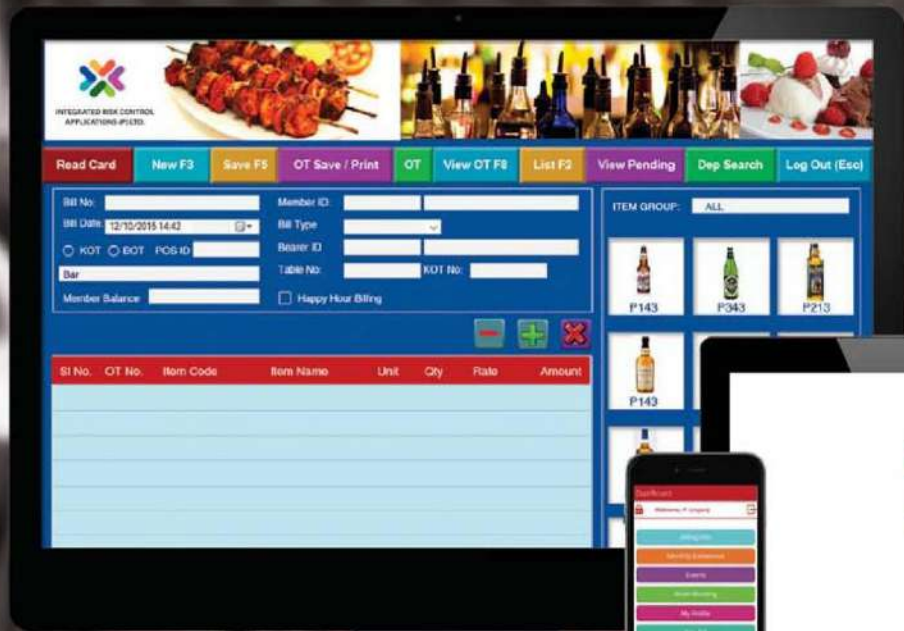 INTEGRATED RISK CONTROL
APPLICATIONS (P) LTD.
Read Card New F3 Save F5 OT Save / Print OT View OT F8 List F2 View Pending Dep Search Log Out (Esc)
Bill No: Member ID:
Bill Date: 12/10/2015 14:42 Bill Type
KOT BOT POS ID Bearer ID
Bar Table No: KOT No:
Member Balance Happy Hour Billing
ITEM GROUP: ALL
P143 P343 P213
P143
Sl No. OT No. Item Code Item Name Unit Qty Rate Amount
Dashboard
Events
My Profile